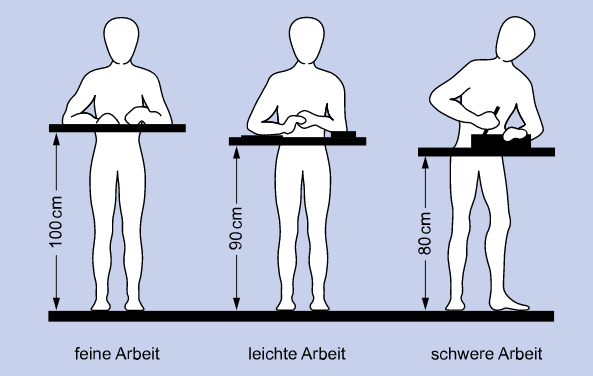 100 cm
90 cm
80 cm
feine Arbeit
leichte Arbeit
schwere Arbeit